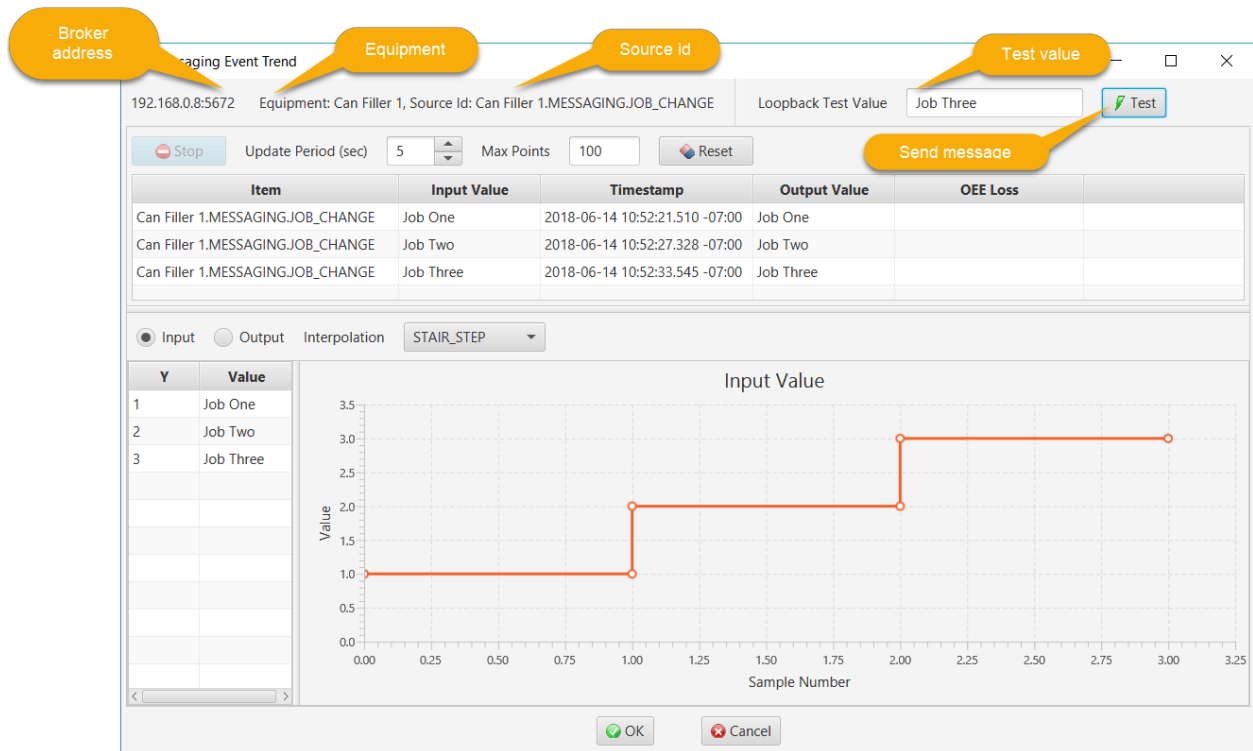 Broker
address
Equipment
Source id
Test value
saging Event Trend
192.168.0.8:5672 Equipment: Can Filler 1, Source Id: Can Filler 1.MESSAGING.JOB_CHANGE Loopback Test Value Job Three Test
Send message
Stop Update Period (sec) 5 Max Points 100 Reset
Item Input Value Timestamp Output Value OEE Loss
Can Filler 1.MESSAGING.JOB_CHANGE Job One 2018-06-14 10:52:21.510 -07:00 Job One
Can Filler 1.MESSAGING.JOB_CHANGE Job Two 2018-06-14 10:52:27.328 -07:00 Job Two
Can Filler 1.MESSAGING.JOB_CHANGE Job Three 2018-06-14 10:52:33.545 -07:00 Job Three
Input Output Interpolation STAIR_STEP
Y Value
1 Job One
2 Job Two
3 Job Three
Input Value
3.5
3.0
2.5
2.0
1.5
1.0
0.5
0.0
Value
0.00 0.25 0.50 0.75 1.00 1.25 1.50 1.75 2.00 2.25 2.50 2.75 3.00 3.25
Sample Number
OK Cancel